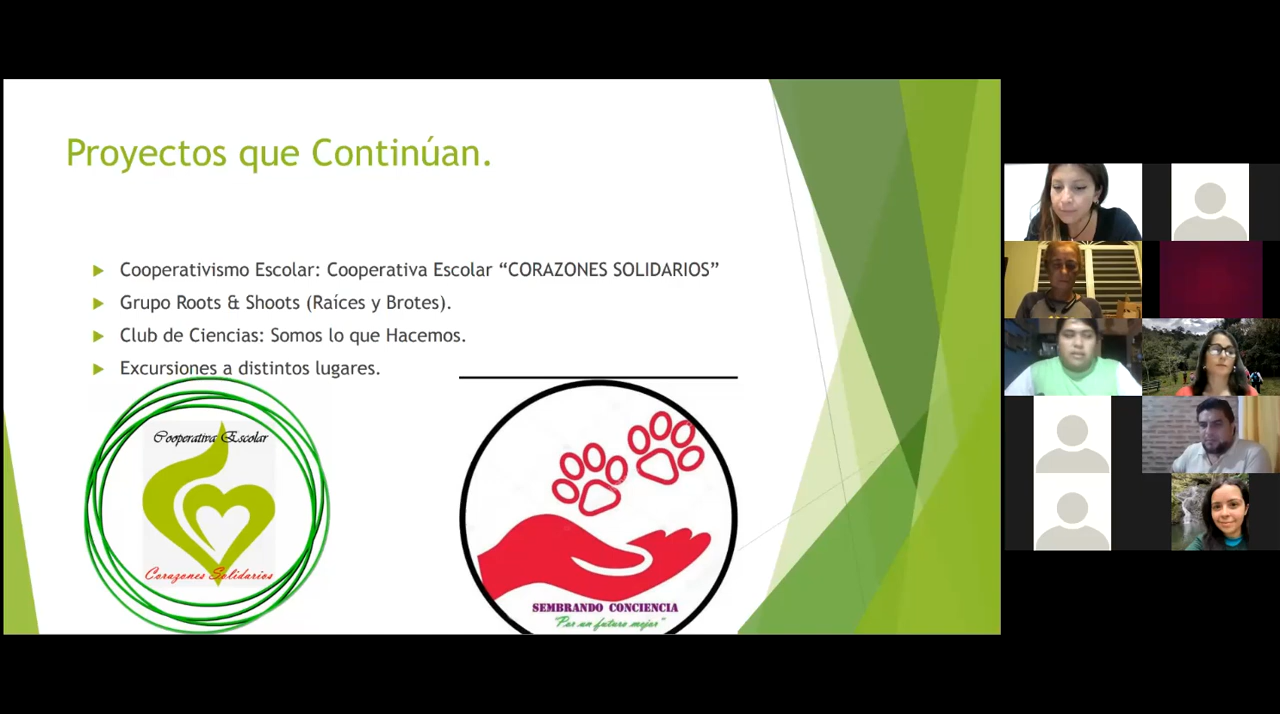 Proyectos que Continúan.
Cooperativismo Escolar: Cooperativa Escolar “CORAZONES SOLIDARIOS”
Grupo Roots & Shoots (Raíces y Brotes).
Club de Ciencias: Somos lo que Hacemos.
Excursiones a distintos lugares.
Cooperativa Escolar
Corazones Solidarios
SEMBRANDO CONCIENCIA
"Por un futuro mejor"